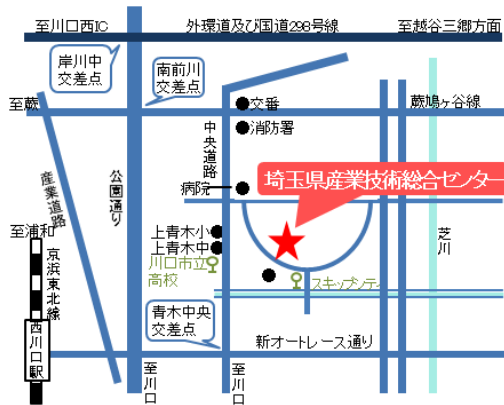 至川口西IC
外環道及び国道298号線
至越谷三郷方面
岸川中
交差点
南前川
交差点
至蕨
交番
蕨鳩ヶ谷線
消防署
中央道路
産業道路
公園通り
病院
埼玉県産業技術総合センター
至浦和
上青木小
上青木中
川口市立
高校
芝川
京浜東北線
スキップシティ
青木中央
交差点
新オートレース通り
西川口駅
至川口
至川口